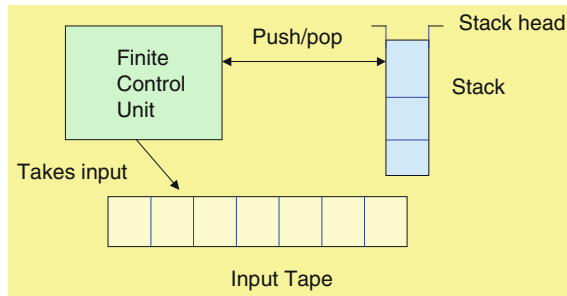 Finite
Control
Unit
Push/pop
Stack head
Stack
Takes input
Input Tape